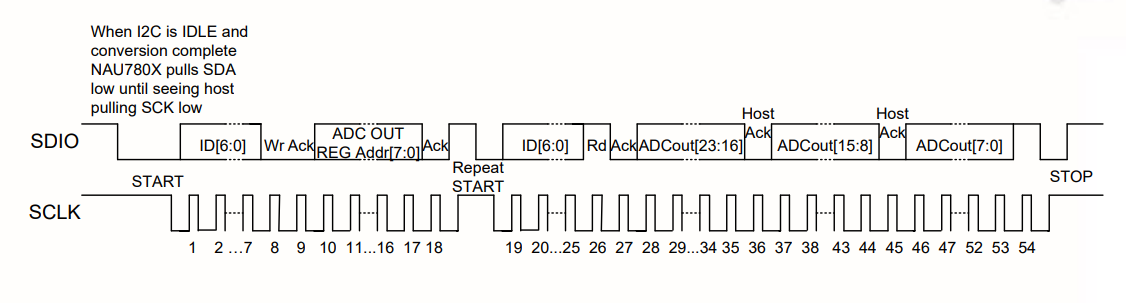 When I2C is IDLE and
conversion complete
NAU780X pulls SDA
low until seeing host
pulling SCK low
Host
Ack
Host
Ack
SDIO
ID[6:0]
Wr Ack
ADC OUT
REG Addr[7:0]
Ack
ID[6:0]
Rd
Ack
ADCout[23:16]
ADCout[15:8]
ADCout[7:0]
START
Repeat
START
STOP
SCLK
1 2 ...7 8 9 10 11...16 17 18 19 20...25 26 27 28 29...34 35 36 37 38 43 44 45 46 47 52 53 54